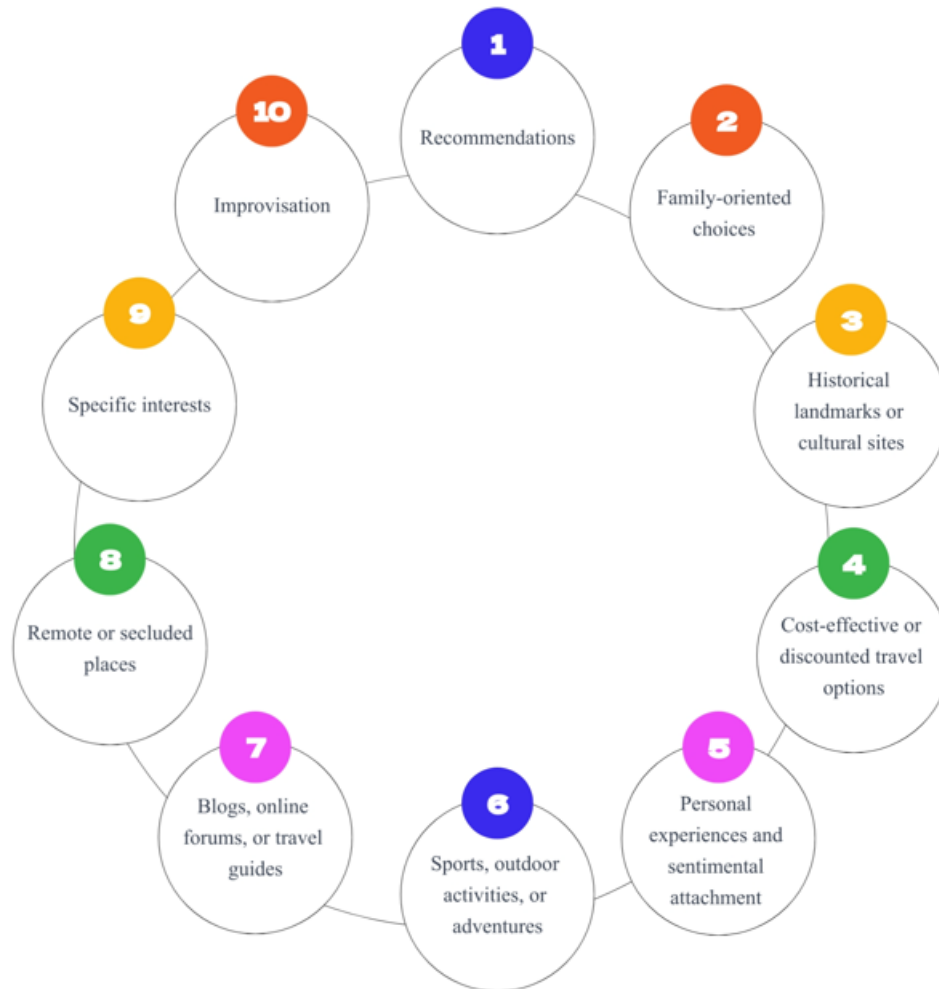 1
Recommendations
2
Family-oriented
choices
3
Historical
landmarks or
cultural sites
4
Cost-effective or
discounted travel
options
5
Personal
experiences and
sentimental
attachment
6
Sports, outdoor
activities, or
adventures
7
Blogs, online
forums, or travel
guides
8
Remote or secluded
places
9
Specific interests
10
Improvisation